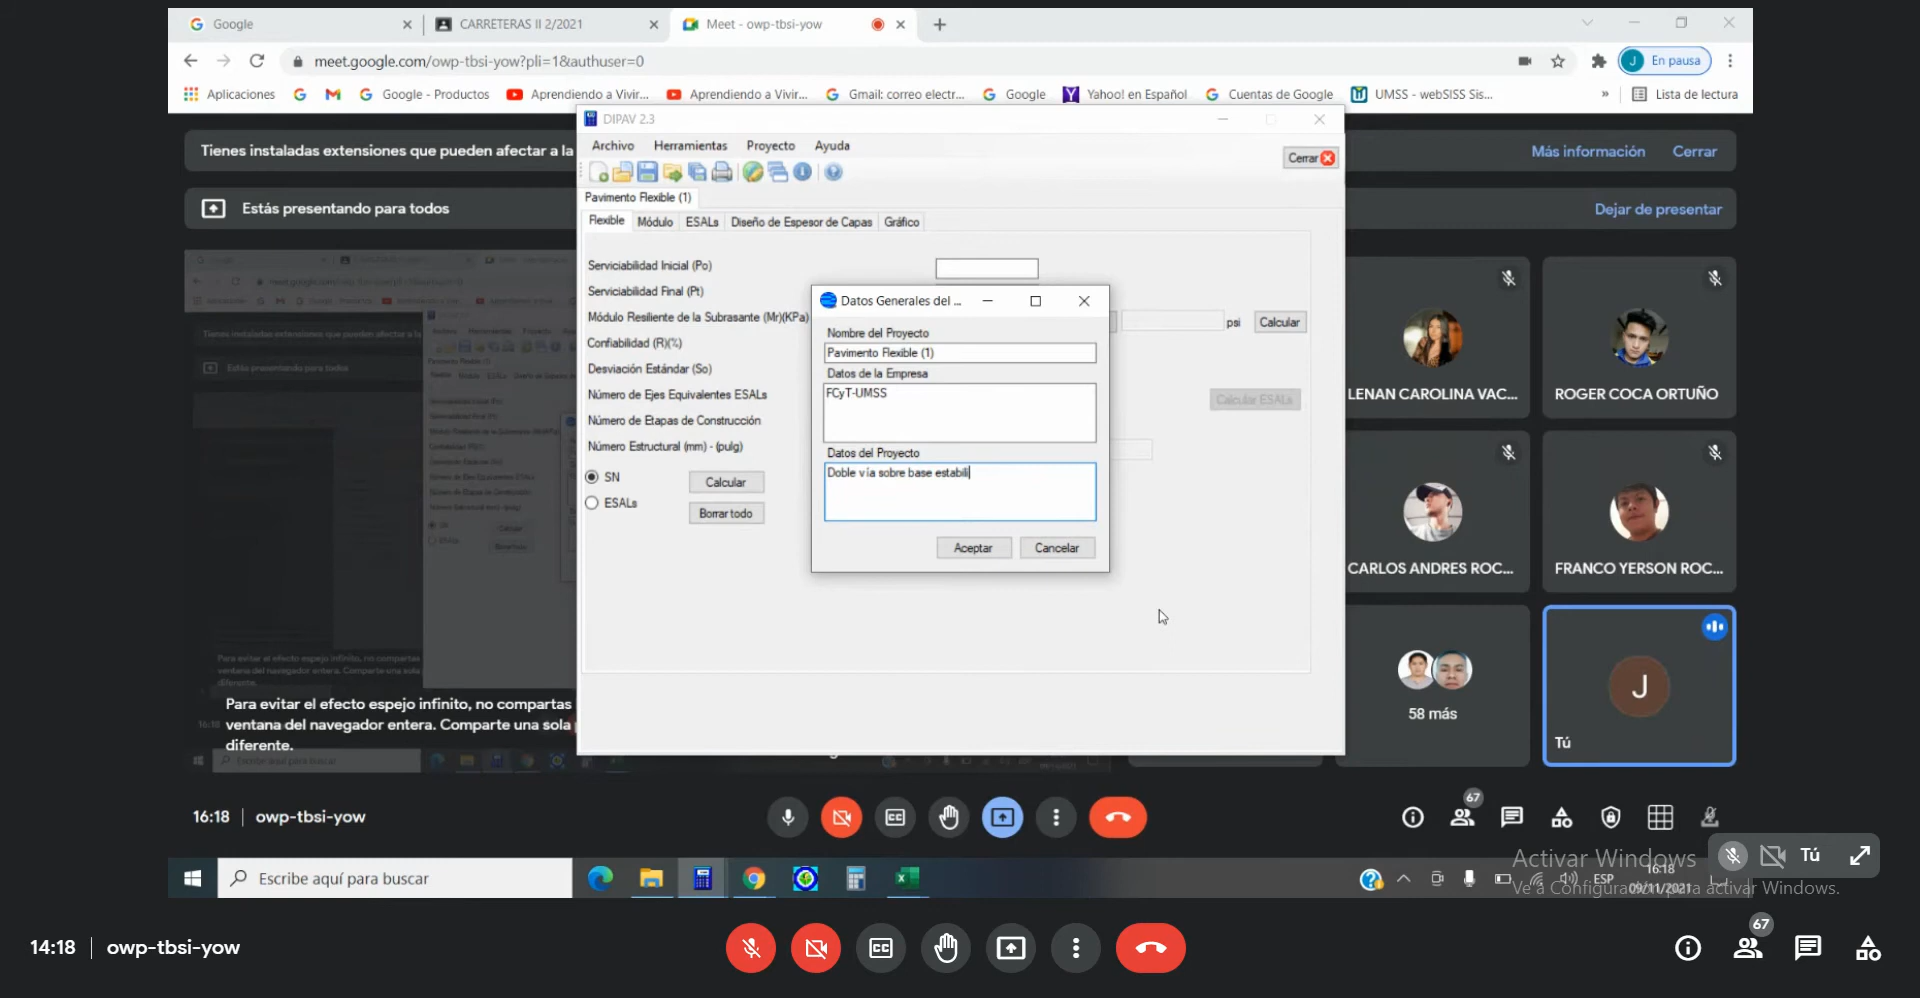 Google
CARRETERAS II 2/2021
Meet - owp-tbsi-yow
meet.google.com/owp-tbsi-yow?pli=1&authuser=0
J
En pausa
Aplicaciones
Google - Productos
Aprendiendo a Vivir...
Aprendiendo a Vivir...
Gmail: correo electr...
Google
Yahoo! en Español
Cuentas de Google
UMSS - webSISS Sis...
»
Lista de lectura
Tienes instaladas extensiones que pueden afectar a la
Más información
Cerrar
Estás presentando para todos
Dejar de presentar
DIPAV 2.3
Archivo
Herramientas
Proyecto
Ayuda
Cerrar
Pavimento Flexible (1)
Flexible
Módulo
ESALs
Diseño de Espesor de Capas
Gráfico
Serviciabilidad Inicial (Po)
Serviciabilidad Final (Pt)
Módulo Resiliente de la Subrasante (Mr)(KPa)
psi
Calcular
Confiabilidad (R)(%)
Desviación Estándar (So)
Número de Ejes Equivalentes ESALs
Calcular ESALs
Número de Etapas de Construcción
Número Estructural (mm) - (pulg)
SN
Calcular
ESALs
Borrar todo
Datos Generales del ...
Nombre del Proyecto
Pavimento Flexible (1)
Datos de la Empresa
FCyT-UMSS
Datos del Proyecto
Doble vía sobre base estabili
Aceptar
Cancelar
LENAN CAROLINA VAC...
ROGER COCA ORTUÑO
CARLOS ANDRES ROC...
FRANCO YERSON ROC...
58 más
J
Tú
Para evitar el efecto espejo infinito, no compartas
ventana del navegador entera. Comparte una sola
diferente.
16:18
owp-tbsi-yow
67
Escribe aquí para buscar
Activar Windows
Ve a Configuración para activar Windows.
Tú
ESP
16:18
09/11/2021
14:18
owp-tbsi-yow
67